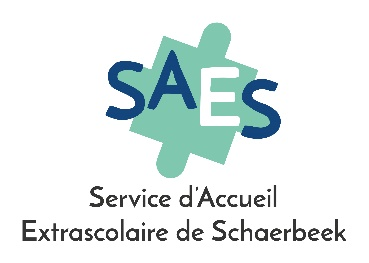 SAES
Service d'Accueil
Extrascolaire de Schaerbeek